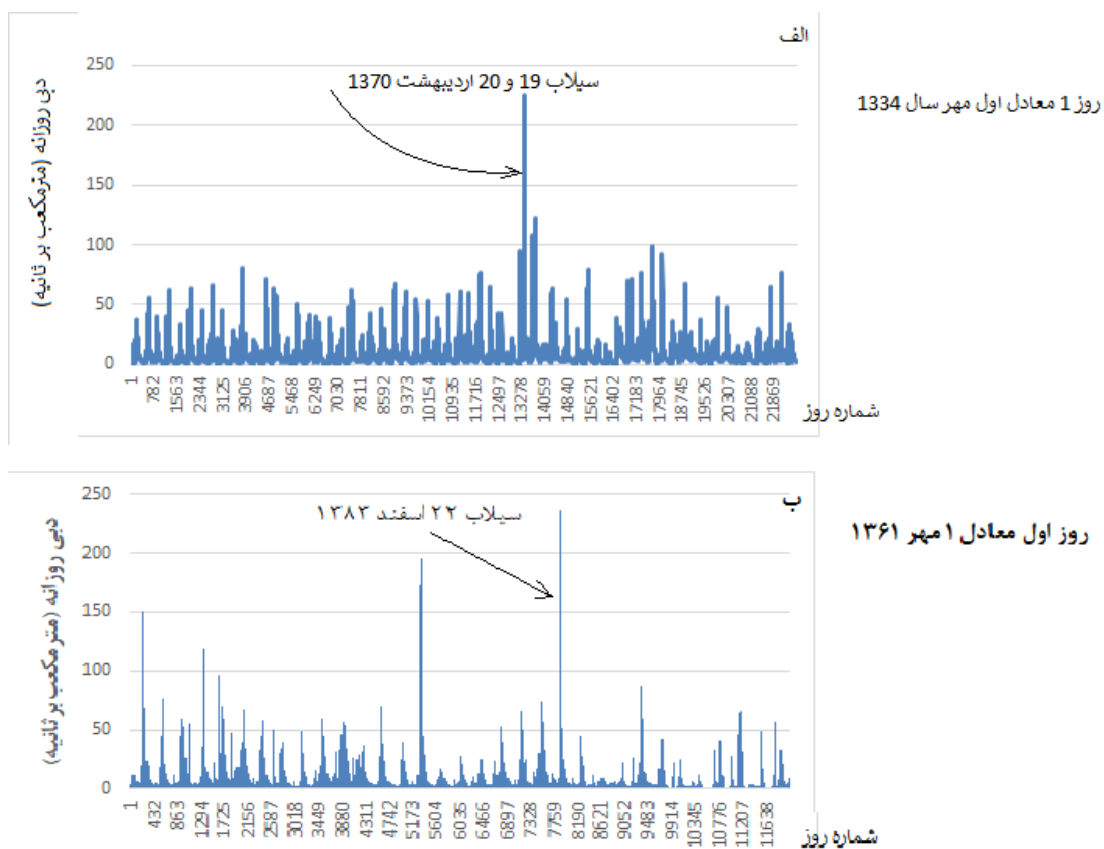 الف
250
200
150
100
50
0
دبی روزانه (مترمکعب بر ثانیه)
سیلاب 19 و 20 اردیبهشت 1370
روز 1 معادل اول مهر سال 1334
1 782 1563 2344 3125 3906 4687 5468 6249 7030 7811 8592 9373 10154 10935 11716 12497 13278 14059 14840 15621 16402 17183 17964 18745 19526 20307 21088 21869
شماره روز
ب
250
200
150
100
50
0
دبی روزانه (متر مکعب بر ثانیه)
سیلاب ۲۲ اسفند ۱۳۸۳
روز اول معادل ۱ مهر ۱۳۶۱
1 432 863 1294 1725 2156 2587 3018 3449 3880 4311 4742 5173 5604 6035 6466 6897 7328 7759 8190 8621 9052 9483 9914 10345 10776 11207 11638
شماره روز